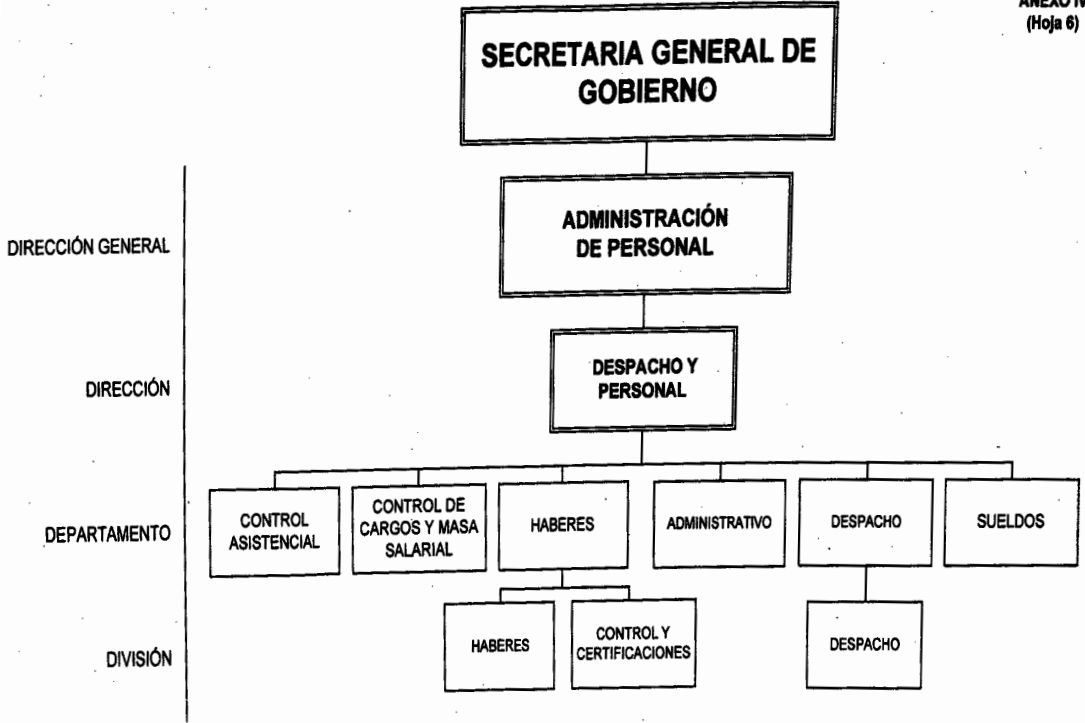 ANEXO IV
(Hoja 6)
SECRETARIA GENERAL DE
GOBIERNO
DIRECCIÓN GENERAL
ADMINISTRACIÓN
DE PERSONAL
DIRECCIÓN
DESPACHO Y
PERSONAL
DEPARTAMENTO
CONTROL
ASISTENCIAL
CONTROL DE
CARGOS Y MASA
SALARIAL
HABERES
ADMINISTRATIVO
DESPACHO
SUELDOS
DIVISIÓN
HABERES
CONTROL Y
CERTIFICACIONES
DESPACHO